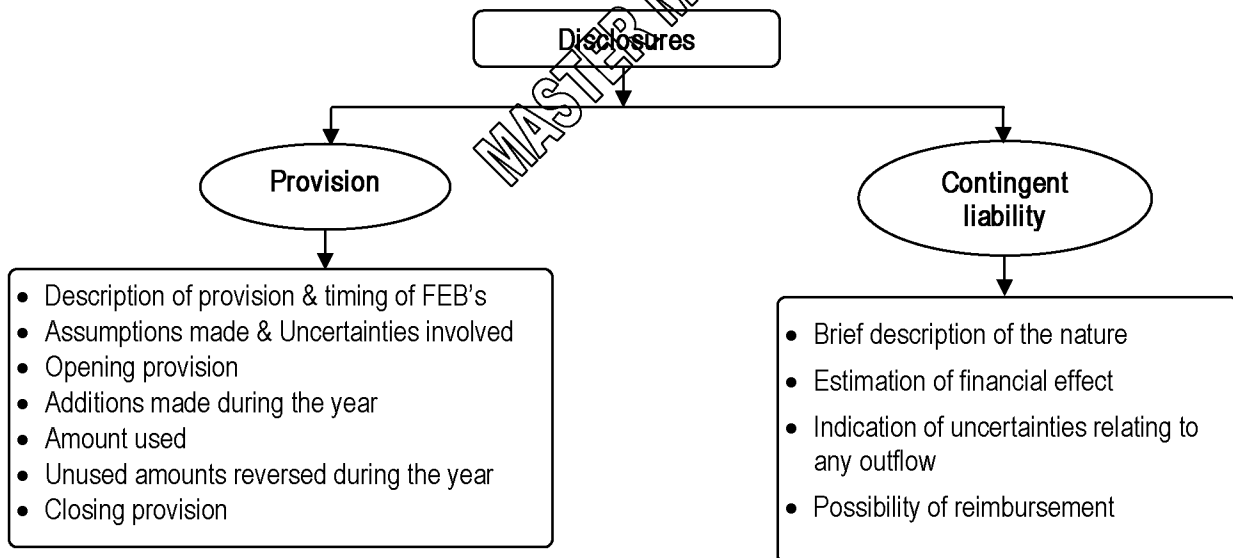 Disclosures
MASTER M
Provision
• Description of provision & timing of FEB's
• Assumptions made & Uncertainties involved
• Opening provision
• Additions made during the year
• Amount used
• Unused amounts reversed during the year
• Closing provision
Contingent
liability
• Brief description of the nature
• Estimation of financial effect
• Indication of uncertainties relating to
any outflow
• Possibility of reimbursement